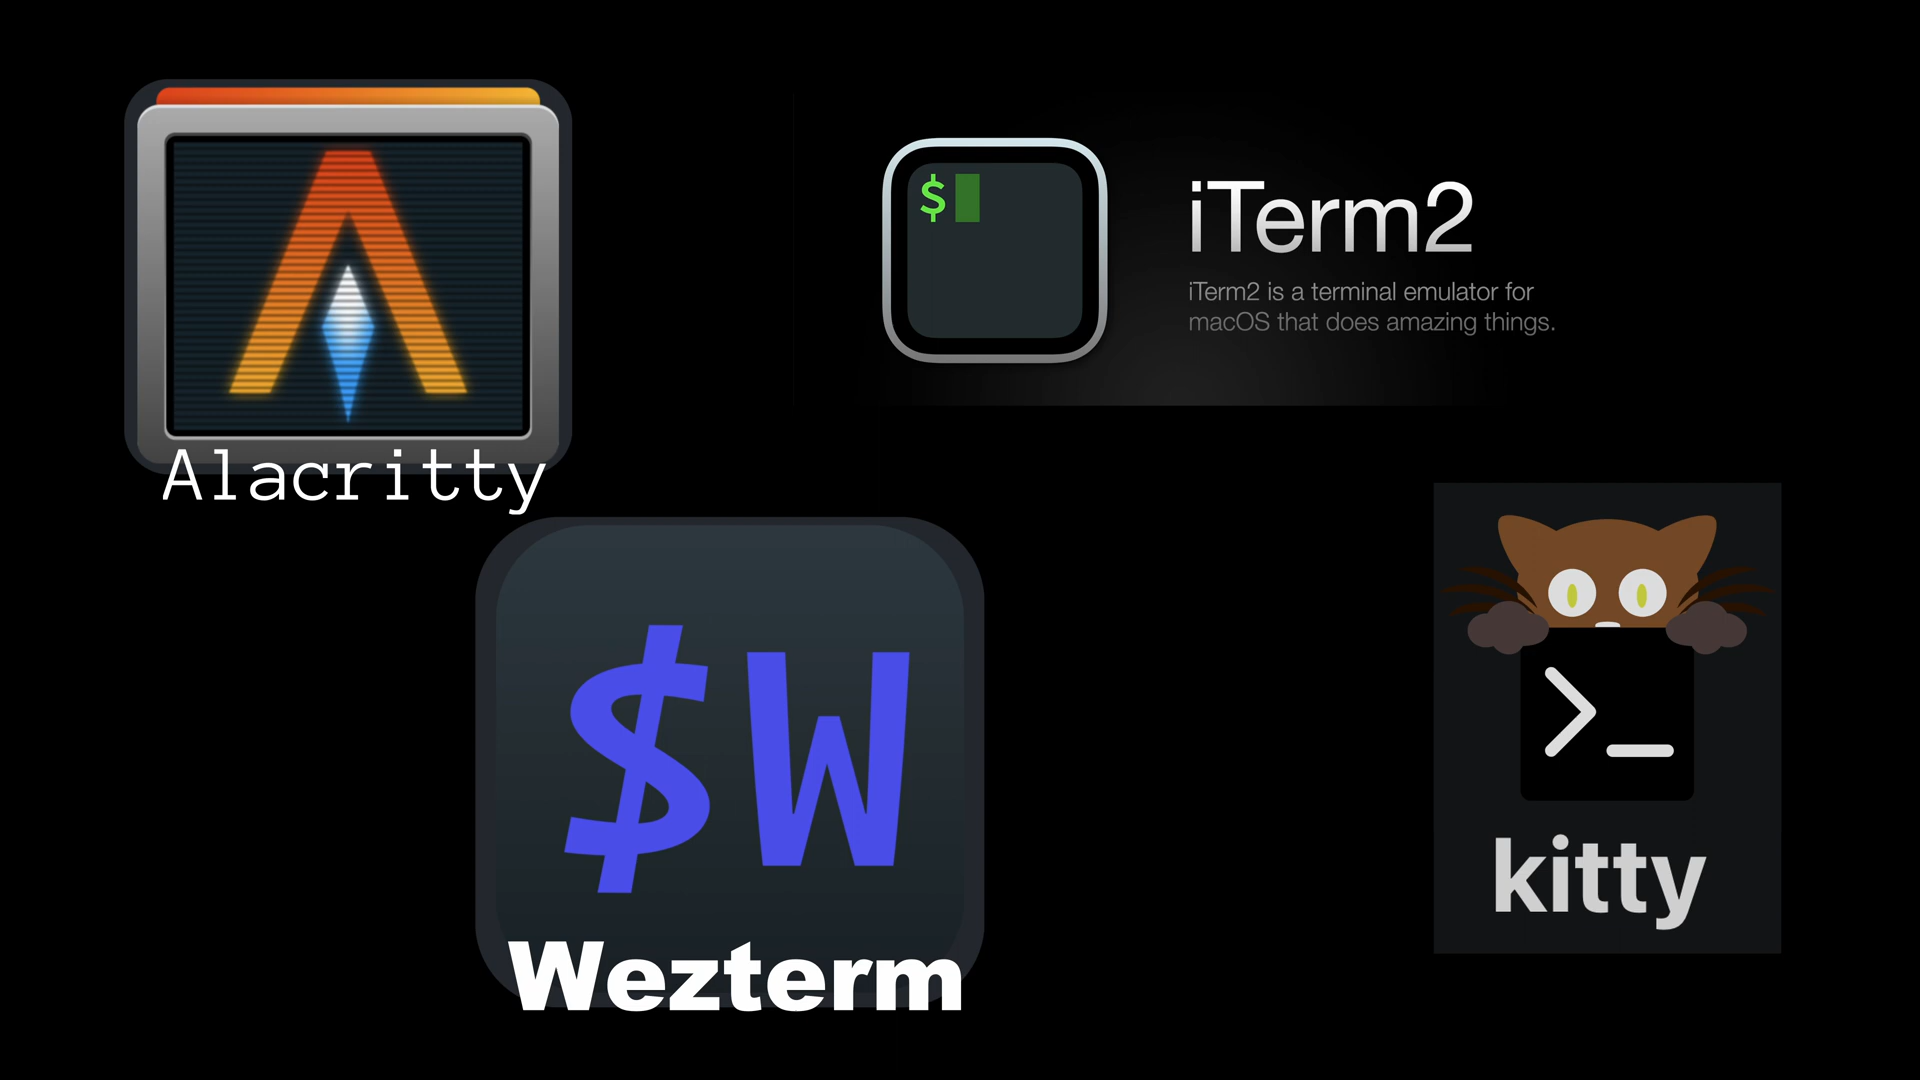 Alacritty
$
iTerm2
iTerm2 is a terminal emulator for
macOS that does amazing things.
$W
Wezterm
>_
kitty